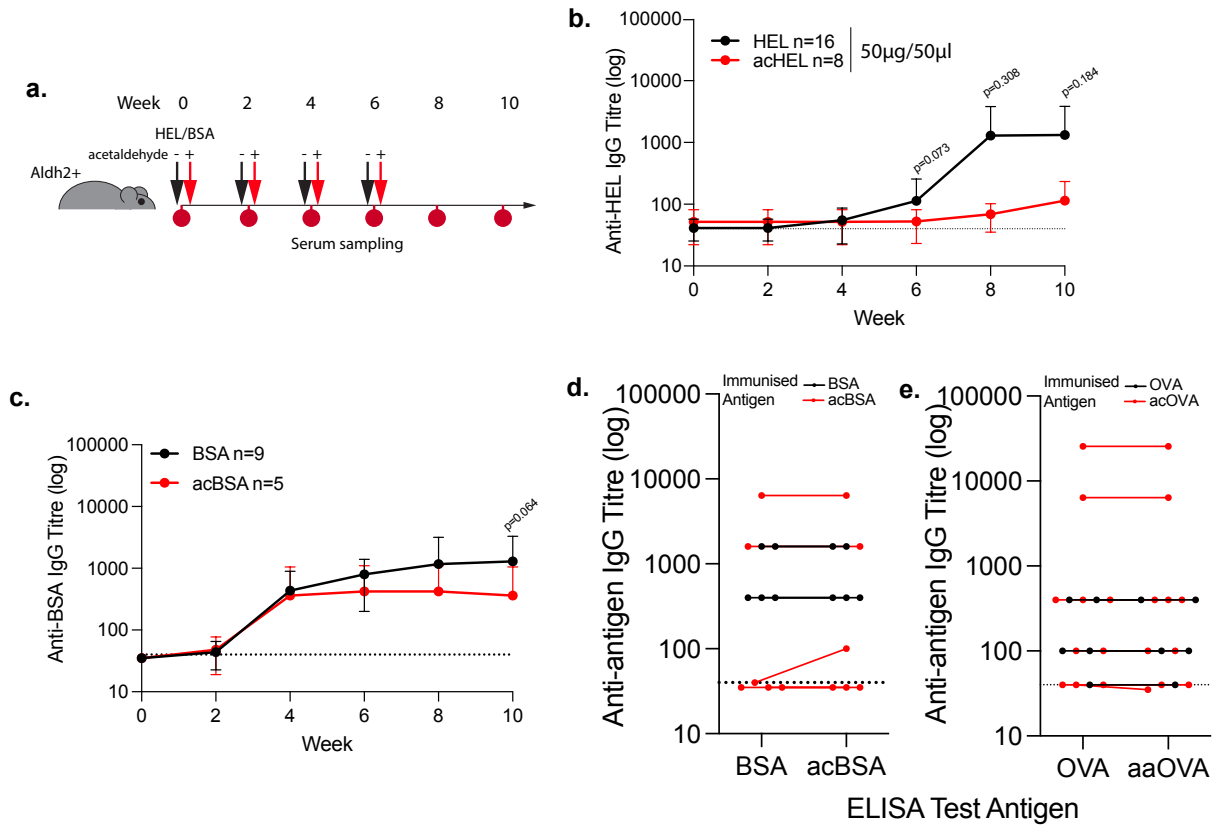 a.
Week 0 2 4 6 8 10
HEL/BSA
acetaldehyde - + - + - + - +
Aldh2+
Serum sampling
b.
100000
10000
1000
100
10
Anti-HEL IgG Titre (log)
HEL n=16
acHEL n=8
50µg/50µl
p=0.073
p=0.308
p=0.184
0 2 4 6 8 10
Week
c.
100000
10000
1000
100
10
Anti-BSA IgG Titre (log)
BSA n=9
acBSA n=5
p=0.064
0 2 4 6 8 10
Week
d.
Immunised
Antigen
BSA
acBSA
100000
10000
1000
100
10
Anti-antigen IgG Titre (log)
BSA acBSA
e.
Immunised
Antigen
OVA
acOVA
100000
10000
1000
100
10
Anti-antigen IgG Titre (log)
OVA aaOVA
ELISA Test Antigen